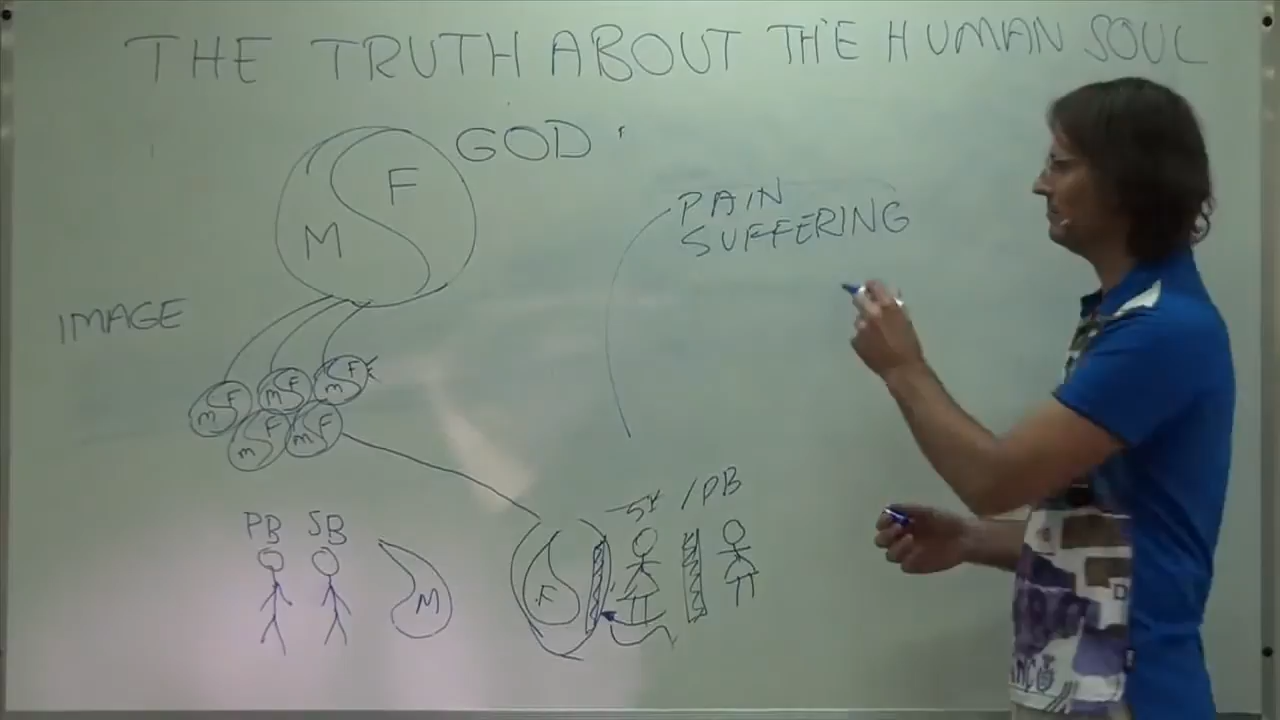 THE TRUTH ABOUT THE HUMAN SOUL
GOD
F
M
PAIN
SUFFERING
IMAGE
M F
M F
M F
M F
M F
PB SB
/PB
M
F